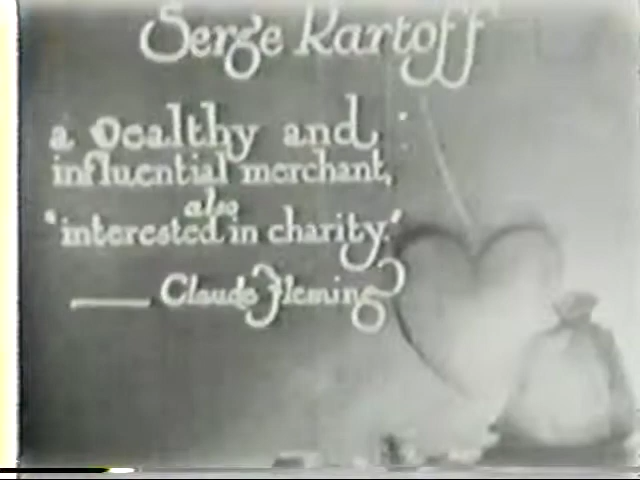 Serge Kartoff
a wealthy and
influential merchant,
also
"interested in charity."
Claude Fleming